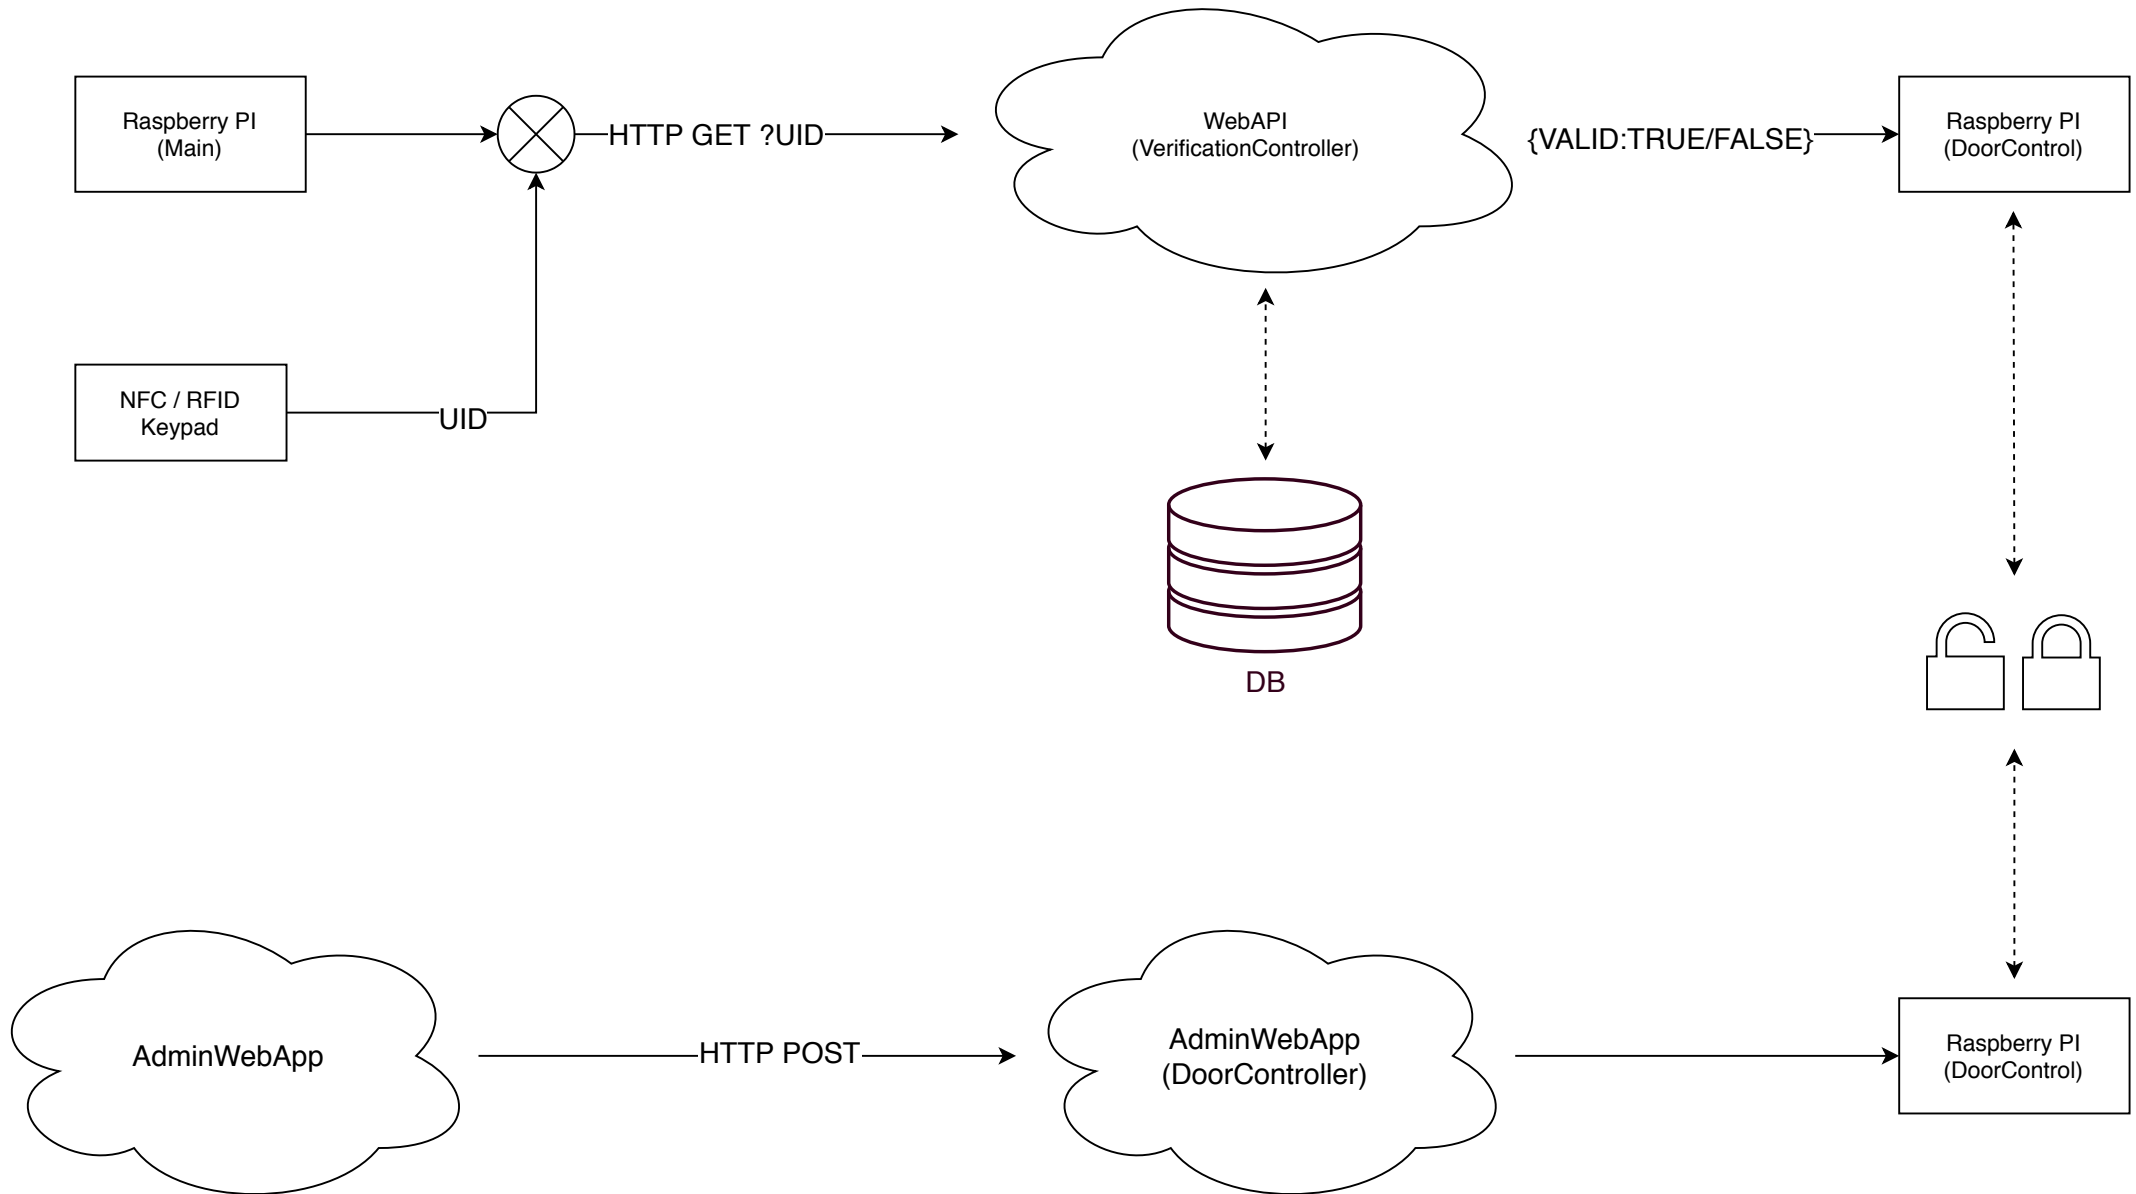 Raspberry PI
(Main)
HTTP GET ?UID
WebAPI
(VerificationController)
{VALID:TRUE/FALSE}
Raspberry PI
(DoorControl)
NFC / RFID
Keypad
UID
DB
AdminWebApp
HTTP POST
AdminWebApp
(DoorController)
Raspberry PI
(DoorControl)